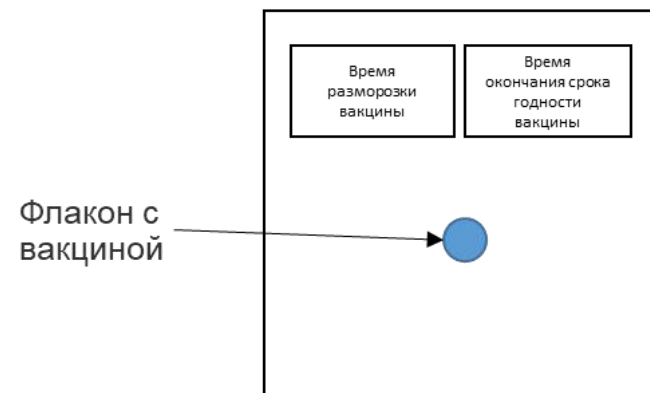 Время
разморозки
вакцины
Время
окончания срока
годности
вакцины
Флакон с
вакциной